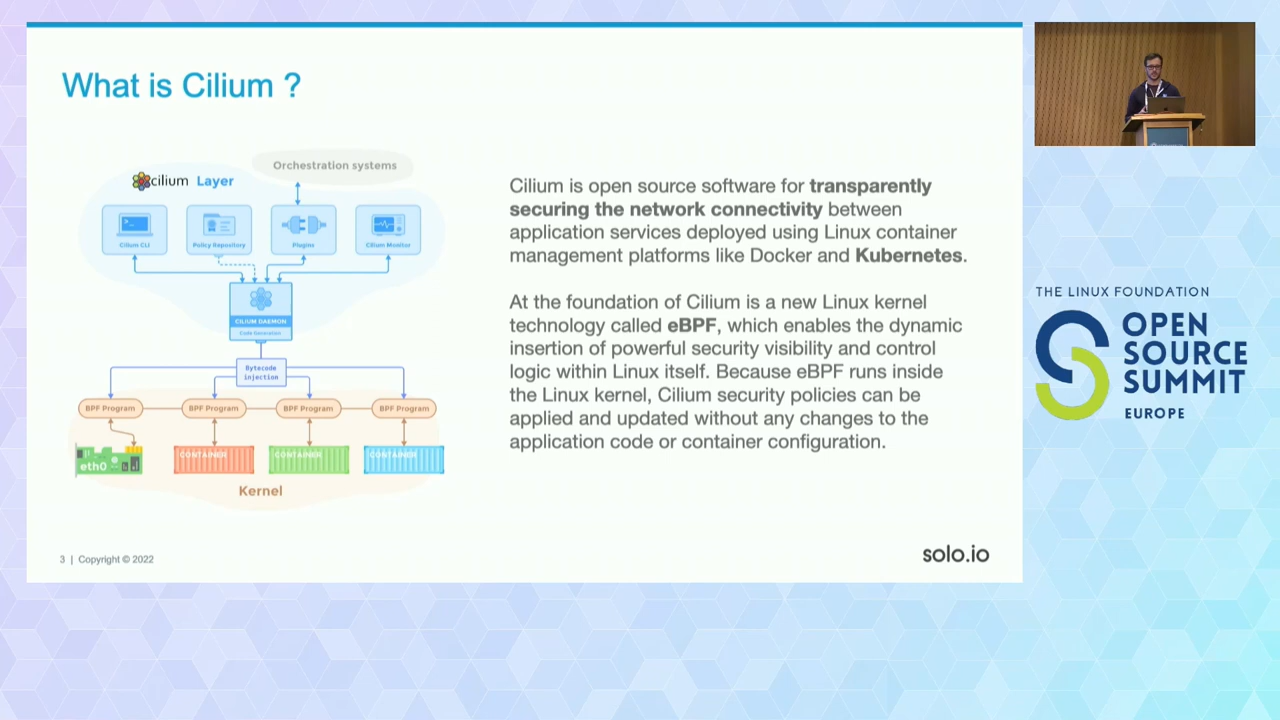 What is Cilium ?
Orchestration systems
cilium Layer
Cilium CLI
Policy Repository
Plugins
Cilium Monitor
CILIUM DAEMON
Code Generation
Bytecode
injection
BPF Program
BPF Program
BPF Program
BPF Program
eth0
CONTAINER
CONTAINER
CONTAINER
Kernel
Cilium is open source software for transparently
securing the network connectivity between
application services deployed using Linux container
management platforms like Docker and Kubernetes.
At the foundation of Cilium is a new Linux kernel
technology called eBPF, which enables the dynamic
insertion of powerful security visibility and control
logic within Linux itself. Because eBPF runs inside
the Linux kernel, Cilium security policies can be
applied and updated without any changes to the
application code or container configuration.
3 | Copyright © 2022
solo.io
THE LINUX FOUNDATION
OPEN
SOURCE
SUMMIT
EUROPE